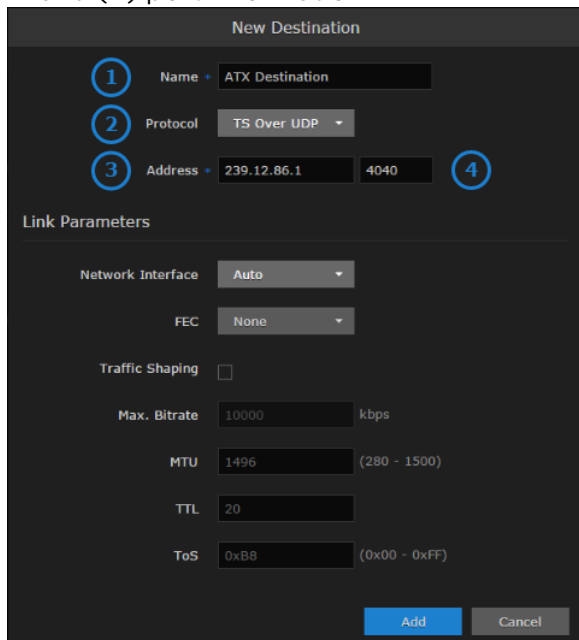 New Destination
1 Name * ATX Destination
2 Protocol TS Over UDP
3 Address * 239.12.86.1 4040 4
Link Parameters
Network Interface Auto
FEC None
Traffic Shaping
Max. Bitrate 10000 kbps
MTU 1496 (280 - 1500)
TTL 20
ToS 0xB8 (0x00 - 0xFF)
Add Cancel